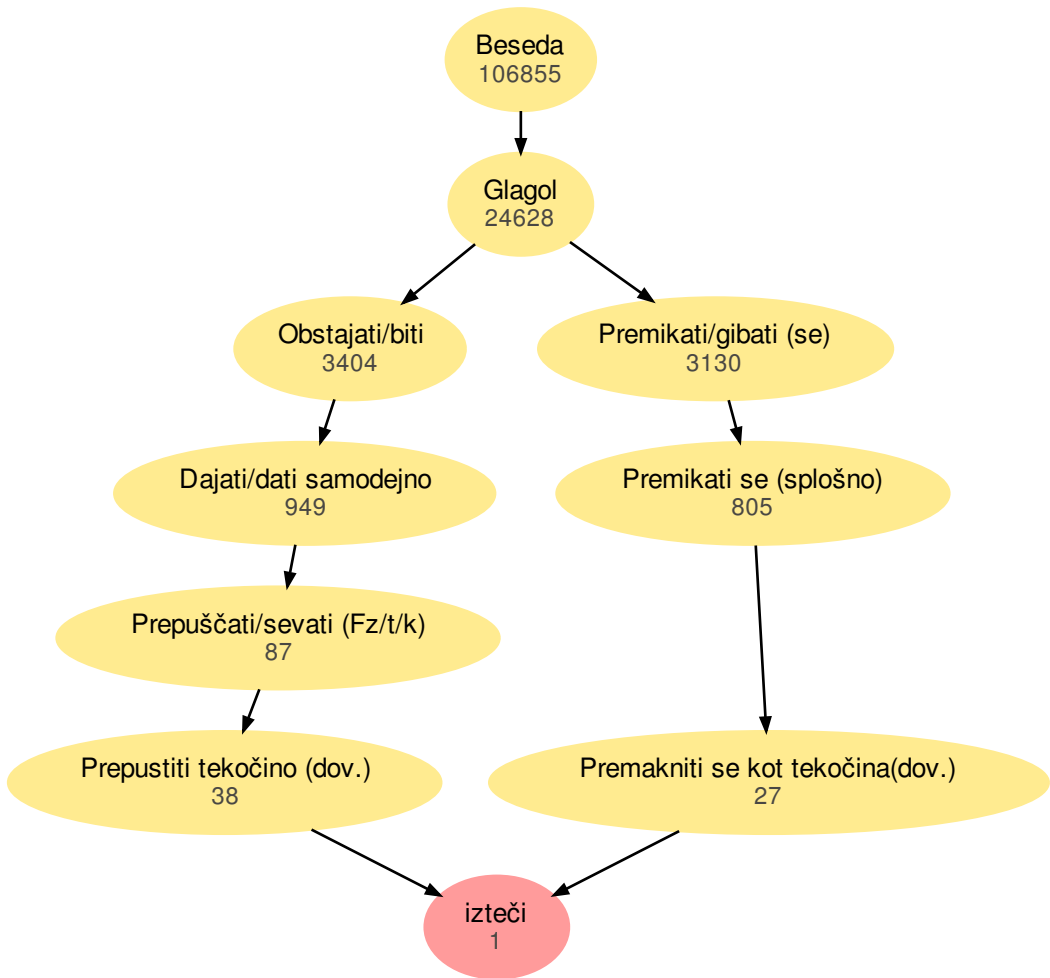 Beseda
106855
Glagol
24628
Obstajati/biti
3404
Premikati/gibati (se)
3130
Dajati/dati samodejno
949
Premikati se (splošno)
805
Prepuščati/sevati (Fz/t/k)
87
Prepustiti tekočino (dov.)
38
Premakniti se kot tekočina(dov.)
27
izteči
1